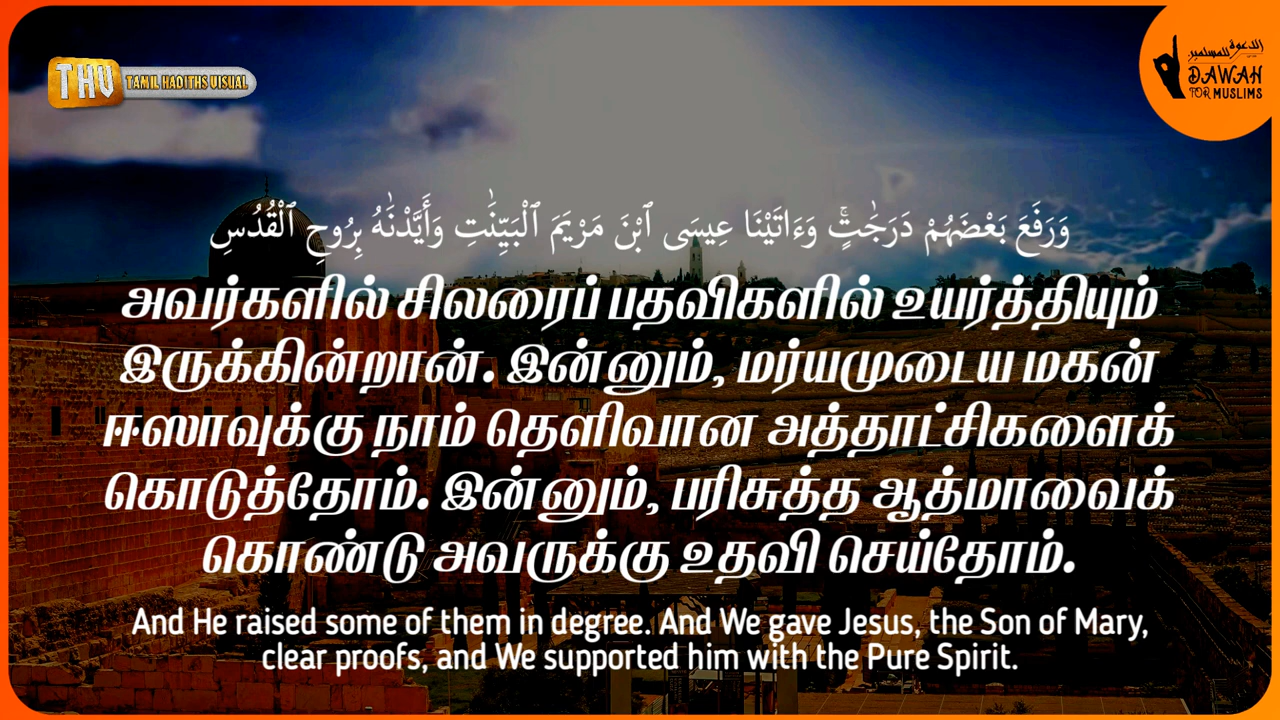 THV TAMIL HADITHS VISUAL
الدعوة للمسلمين
DAWAH
FOR MUSLIMS
وَرَفَعَ بَعْضَهُمْ دَرَجَٰتٍۚ وَءَاتَيْنَا عِيسَى ٱبْنَ مَرْيَمَ ٱلْبَيِّنَٰتِ وَأَيَّدْنَٰهُ بِرُوحِ ٱلْقُدُسِ
அவர்களில் சிலரைப் பதவிகளில் உயர்த்தியும்
இருக்கின்றான். இன்னும், மர்யமுடைய மகன்
ஈஸாவுக்கு நாம் தெளிவான அத்தாட்சிகளைக்
கொடுத்தோம். இன்னும், பரிசுத்த ஆத்மாவைக்
கொண்டு அவருக்கு உதவி செய்தோம்.
And He raised some of them in degree. And We gave Jesus, the Son of Mary,
clear proofs, and We supported him with the Pure Spirit.